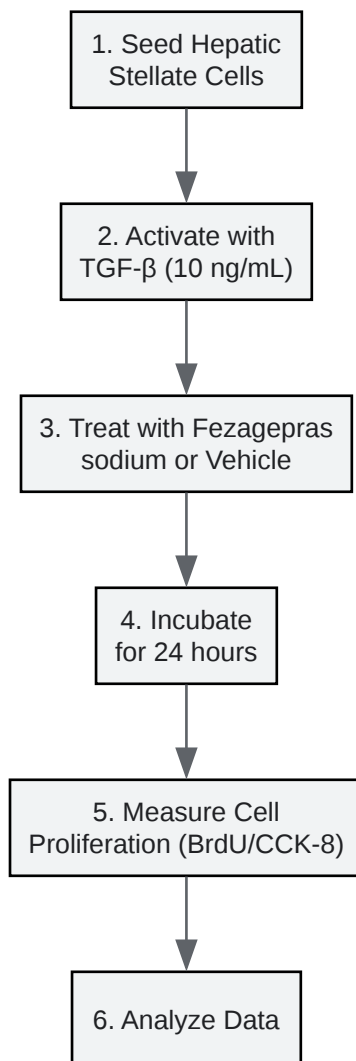 1. Seed Hepatic
Stellate Cells
2. Activate with
TGF-β (10 ng/mL)
3. Treat with Fezagepras
sodium or Vehicle
4. Incubate
for 24 hours
5. Measure Cell
Proliferation (BrdU/CCK-8)
6. Analyze Data